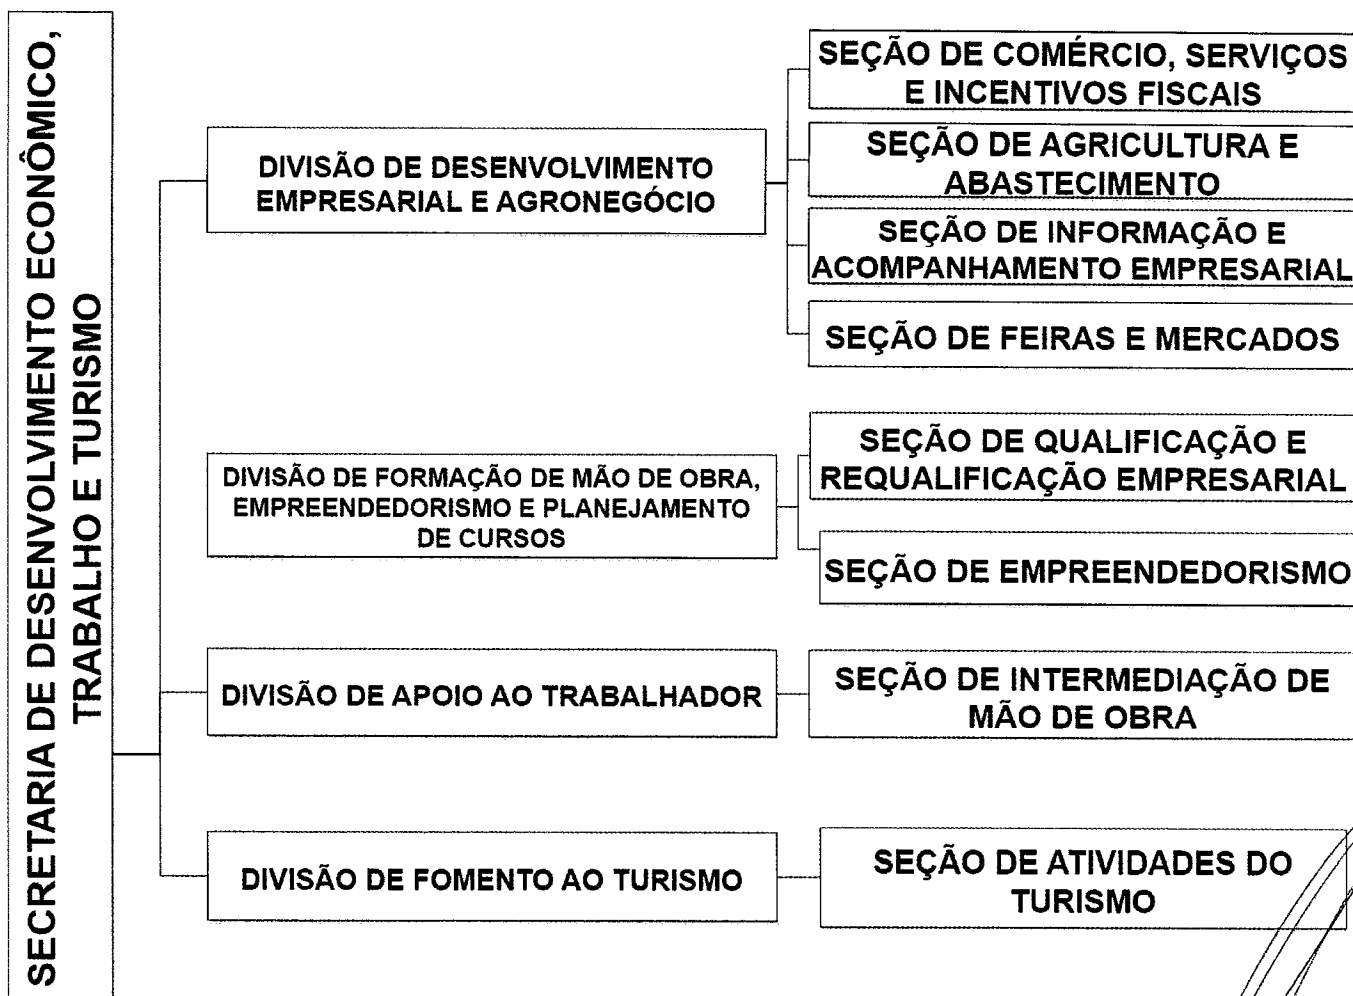 SECRETARIA DE DESENVOLVIMENTO ECONÔMICO,
TRABALHO E TURISMO
DIVISÃO DE DESENVOLVIMENTO
EMPRESARIAL E AGRONEGÓCIO
SEÇÃO DE COMÉRCIO, SERVIÇOS
E INCENTIVOS FISCAIS
SEÇÃO DE AGRICULTURA E
ABASTECIMENTO
SEÇÃO DE INFORMAÇÃO E
ACOMPANHAMENTO EMPRESARIAL
SEÇÃO DE FEIRAS E MERCADOS
DIVISÃO DE FORMAÇÃO DE MÃO DE OBRA,
EMPREENDEDORISMO E PLANEJAMENTO
DE CURSOS
SEÇÃO DE QUALIFICAÇÃO E
REQUALIFICAÇÃO EMPRESARIAL
SEÇÃO DE EMPREENDEDORISMO
DIVISÃO DE APOIO AO TRABALHADOR
SEÇÃO DE INTERMEDIAÇÃO DE
MÃO DE OBRA
DIVISÃO DE FOMENTO AO TURISMO
SEÇÃO DE ATIVIDADES DO
TURISMO